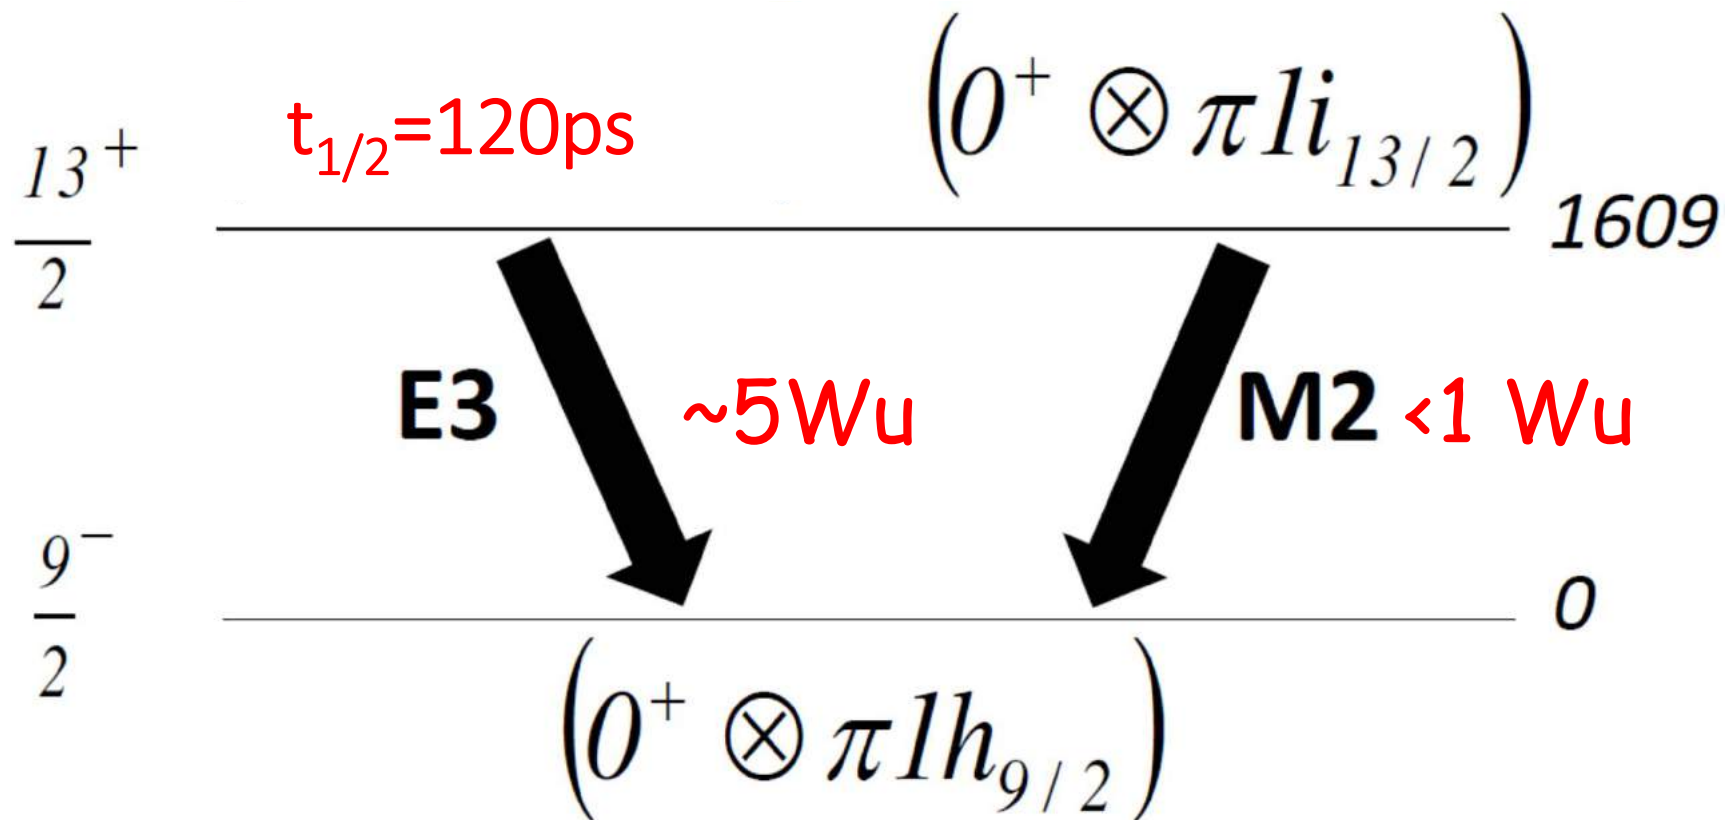 t1/2=120ps
(0+ ⊗ π1i13/2)
13+/2
1609
E3 ~5Wu M2 <1 Wu
9-/2
0
(0+ ⊗ π1h9/2)